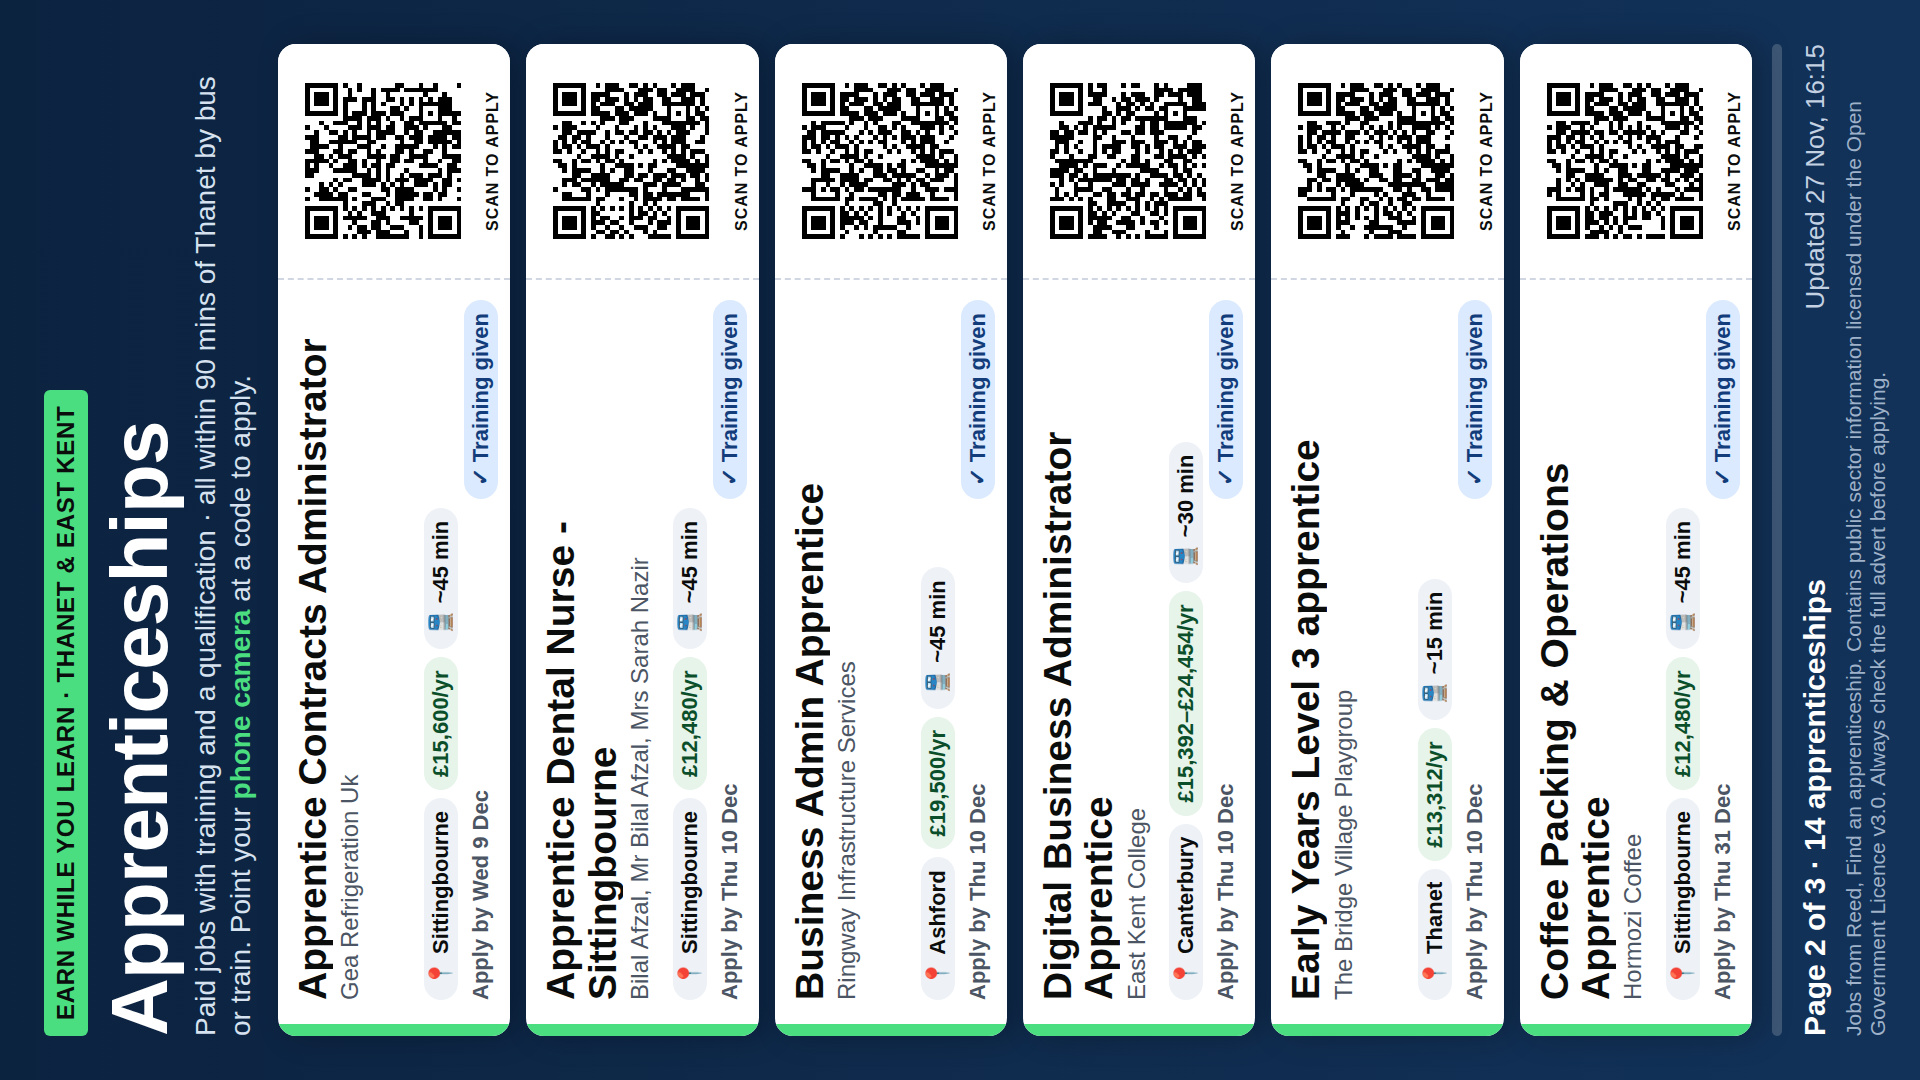 EARN WHILE YOU LEARN · THANET & EAST KENT
Apprenticeships
Paid jobs with training and a qualification · all within 90 mins of Thanet by bus
or train. Point your phone camera at a code to apply.
Apprentice Contracts Administrator
Gea Refrigeration Uk
📍 Sittingbourne £15,600/yr 🚆 ~45 min
Apply by Wed 9 Dec ✓ Training given
SCAN TO APPLY
Apprentice Dental Nurse -
Sittingbourne
Bilal Afzal, Mr Bilal Afzal, Mrs Sarah Nazir
📍 Sittingbourne £12,480/yr 🚆 ~45 min
Apply by Thu 10 Dec ✓ Training given
SCAN TO APPLY
Business Admin Apprentice
Ringway Infrastructure Services
📍 Ashford £19,500/yr 🚆 ~45 min
Apply by Thu 10 Dec ✓ Training given
SCAN TO APPLY
Digital Business Administrator
Apprentice
East Kent College
📍 Canterbury £15,392–£24,454/yr 🚆 ~30 min
Apply by Thu 10 Dec ✓ Training given
SCAN TO APPLY
Early Years Level 3 apprentice
The Bridge Village Playgroup
📍 Thanet £13,312/yr 🚆 ~15 min
Apply by Thu 10 Dec ✓ Training given
SCAN TO APPLY
Coffee Packing & Operations
Apprentice
Hormozi Coffee
📍 Sittingbourne £12,480/yr 🚆 ~45 min
Apply by Thu 31 Dec ✓ Training given
SCAN TO APPLY
Page 2 of 3 · 14 apprenticeships Updated 27 Nov, 16:15
Jobs from Reed, Find an apprenticeship. Contains public sector information licensed under the Open
Government Licence v3.0. Always check the full advert before applying.